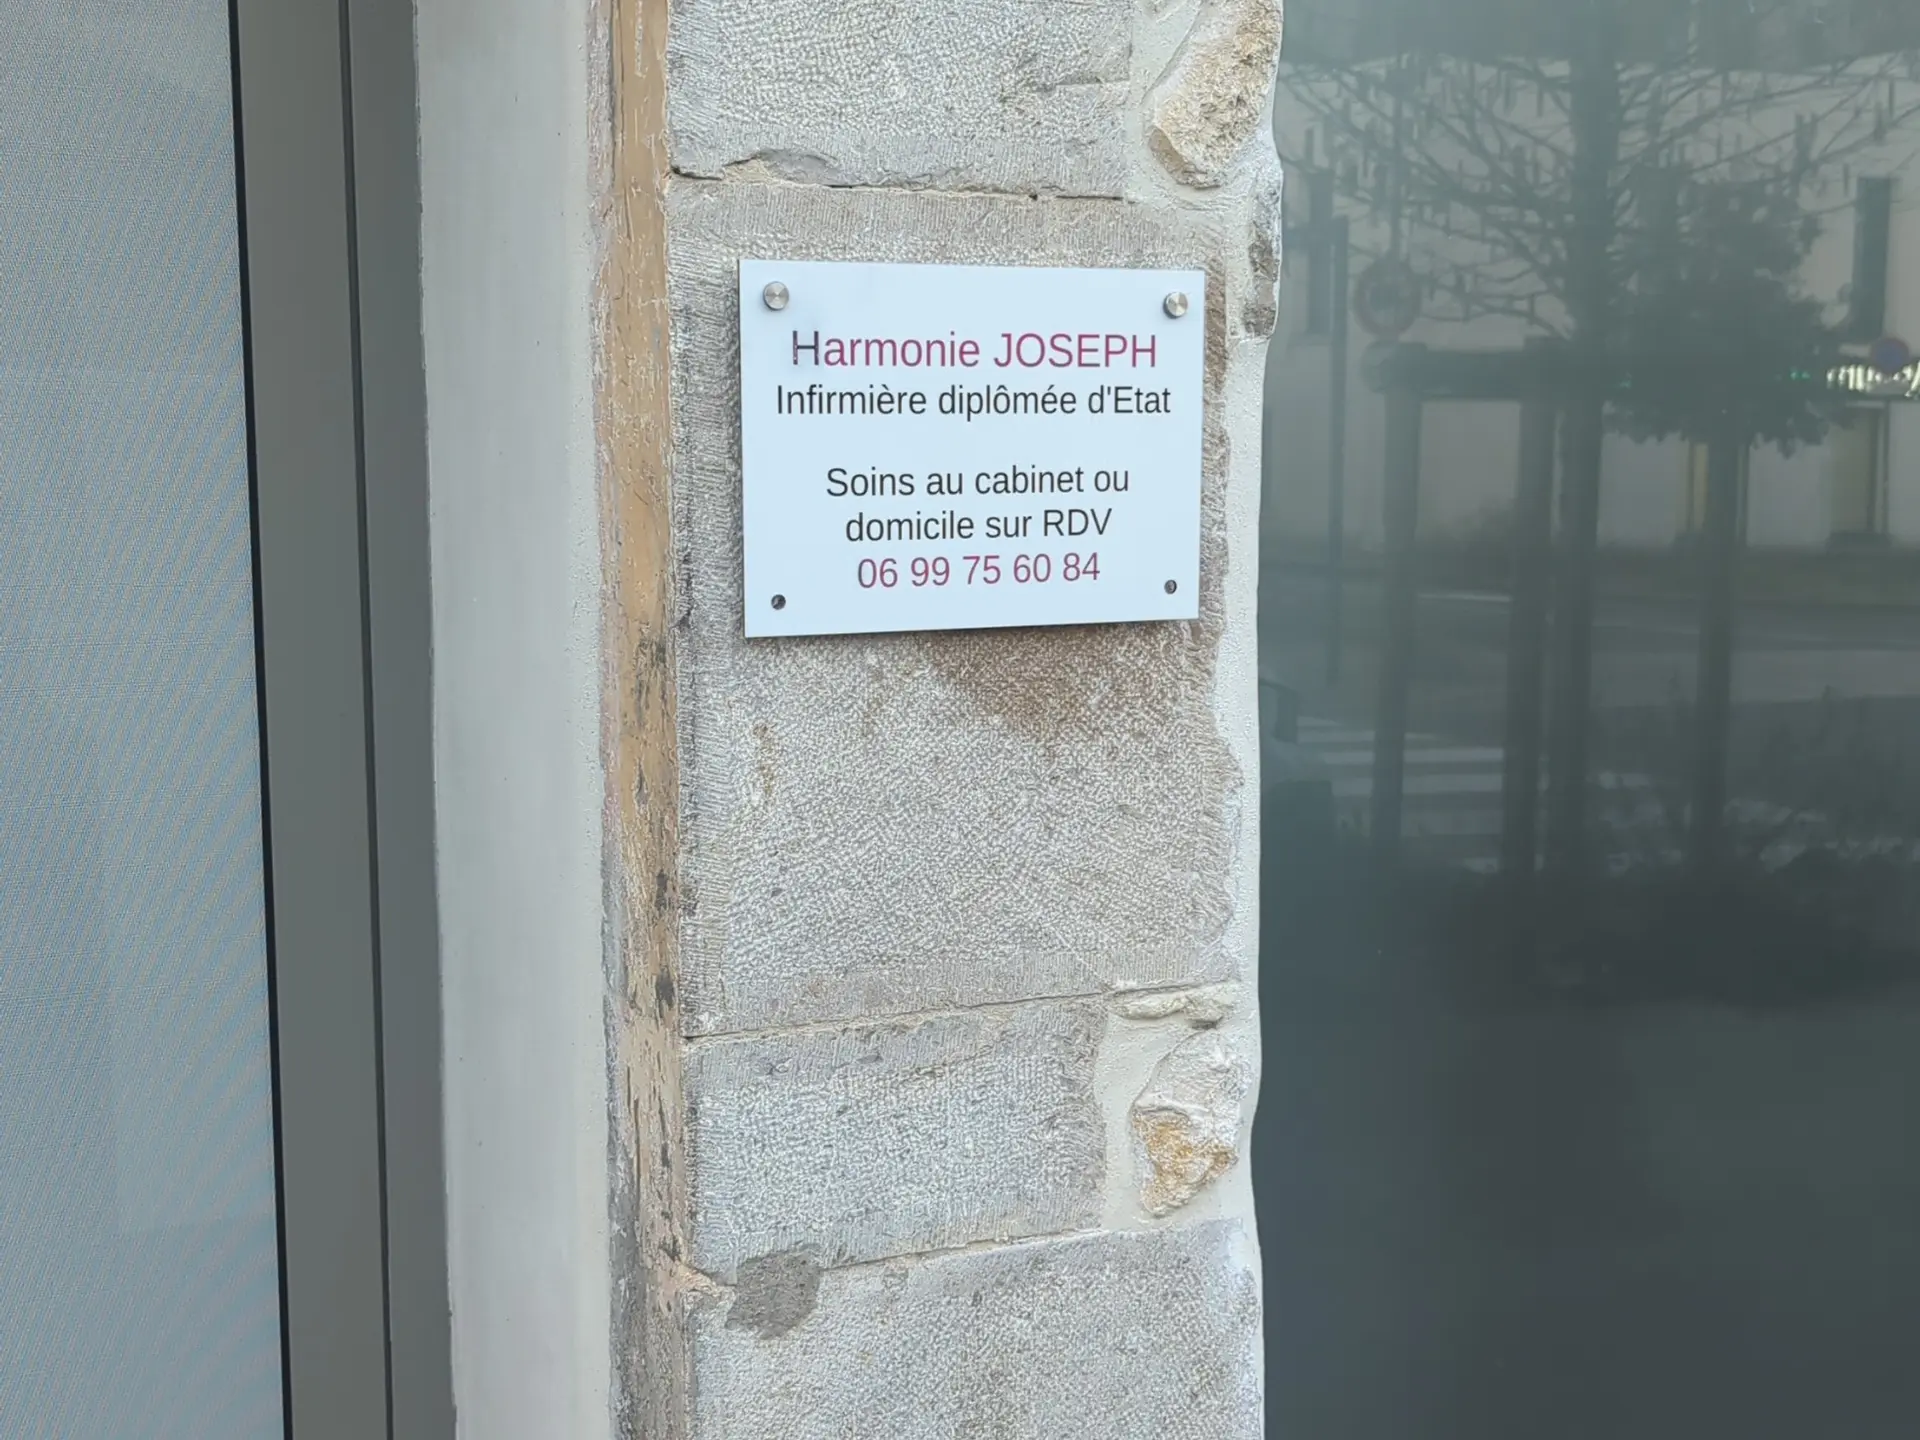 Harmonie JOSEPH
Infirmière diplômée d'Etat
Soins au cabinet ou
domicile sur RDV
06 99 75 60 84